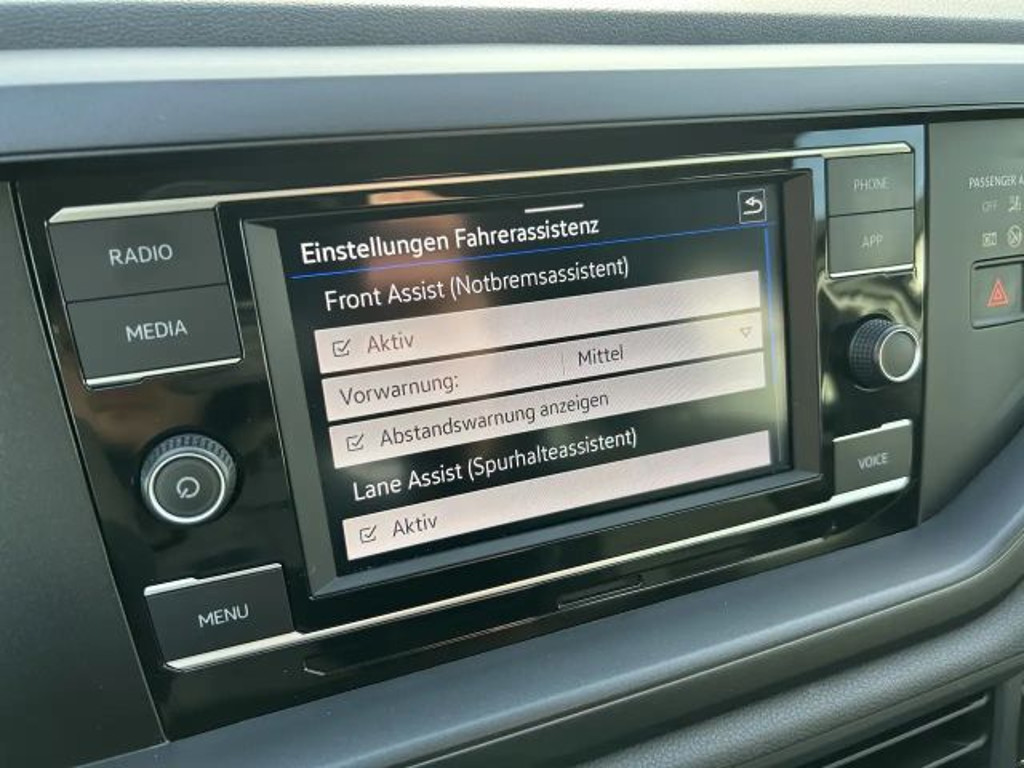 RADIO
MEDIA
MENU
Einstellungen Fahrerassistenz
Front Assist (Notbremsassistent)
Aktiv
Vorwarnung: Mittel
Abstandswarnung anzeigen
Lane Assist (Spurhalteassistent)
Aktiv
PHONE
APP
VOICE
PASSENGER
OFF